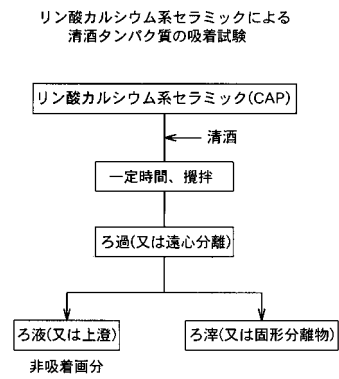 リン酸カルシウム系セラミックによる
清酒タンパク質の吸着試験
リン酸カルシウム系セラミック(CAP)
清酒
一定時間、攪拌
ろ過(又は遠心分離)
ろ液(又は上澄)
ろ滓(又は固形分離物)
非吸着画分